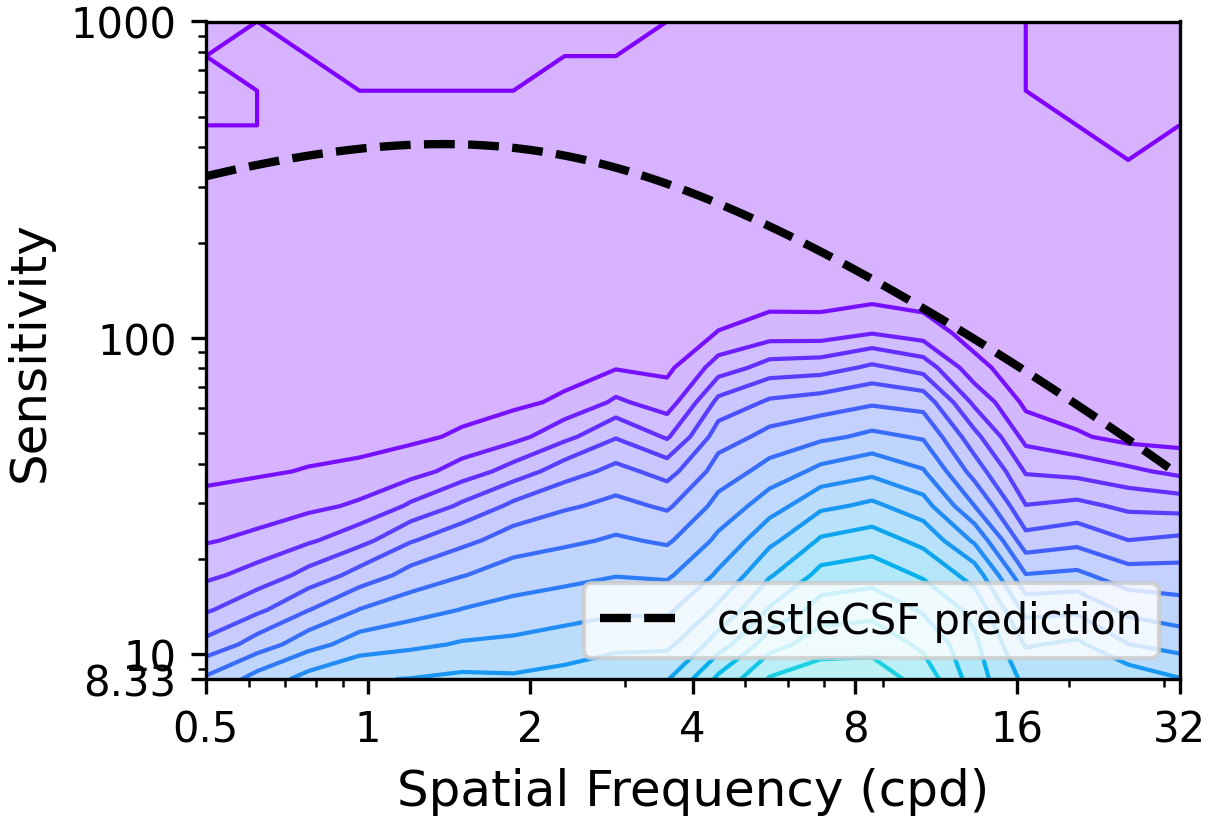 1000
100
10
8.33
Sensitivity
castleCSF prediction
0.5 1 2 4 8 16 32
Spatial Frequency (cpd)